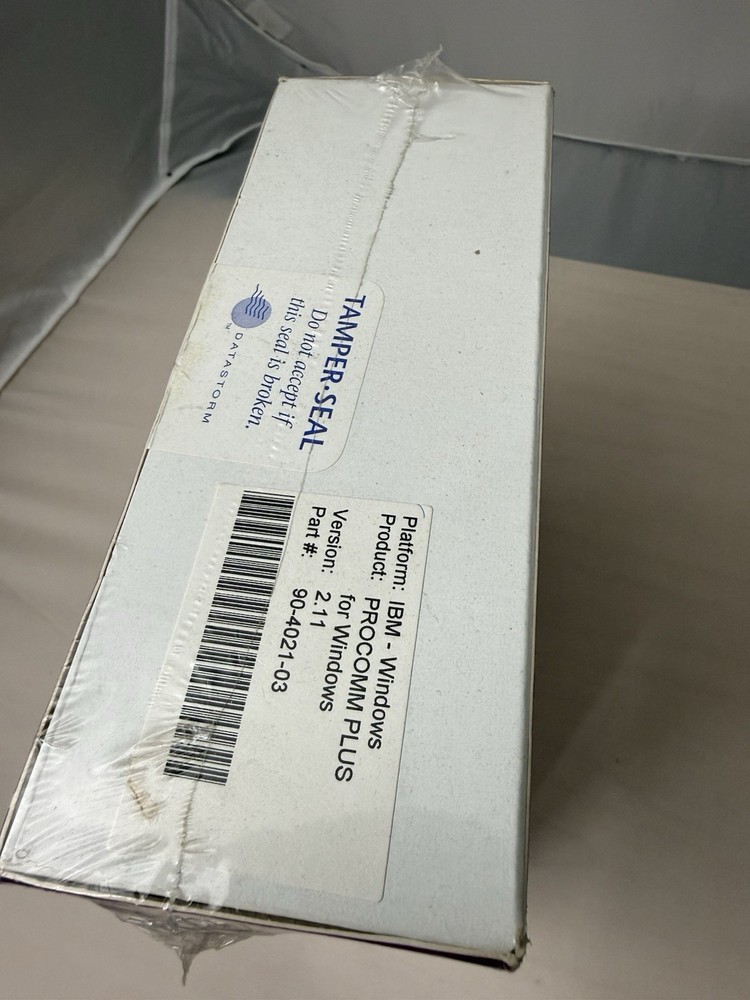 TAMPER•SEAL
Do not accept if
this seal is broken.
DATASTORM
Platform: IBM - Windows
Product: PROCOMM PLUS
for Windows
Version: 2.11
Part #: 90-4021-03